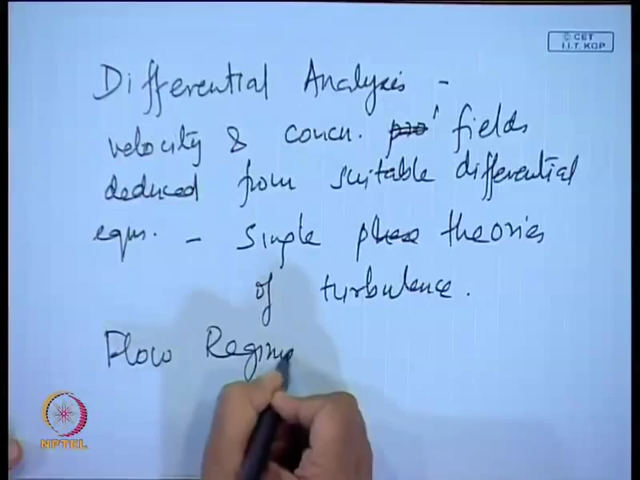 © CET
I.I.T. KGP
Differential Analysis -
velocity & concn. fields
deduced from suitable differential
eqns. - Single phase theories
of turbulence.
Flow Regim
NPTEL